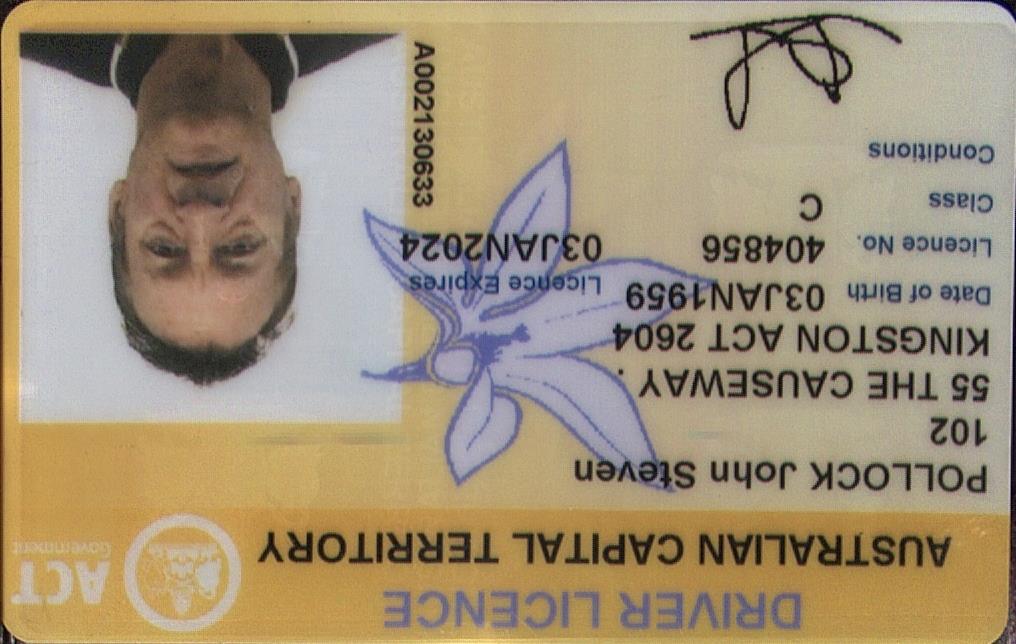 DRIVER LICENCE
AUSTRALIAN CAPITAL TERRITORY
ACT
Government
POLLOCK John Steven
102
55 THE CAUSEWAY .
KINGSTON ACT 2604
Date of Birth 03JAN1959
Licence Expires
Licence No. 404856 03JAN2024
Class C
Conditions
A002130633